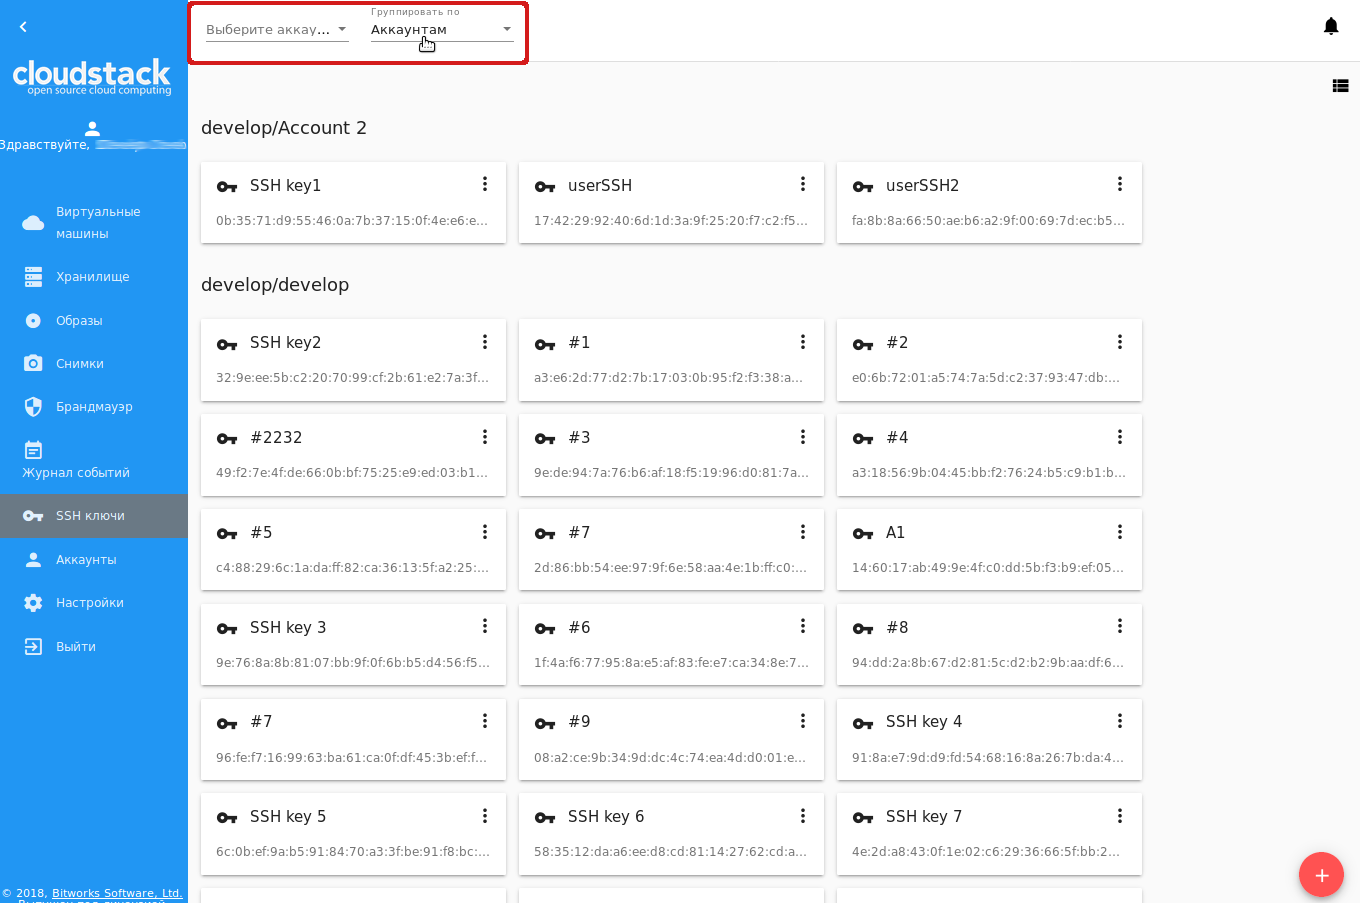 Выберите аккау...
Группировать по
Аккаунтам
cloudstack
open source cloud computing
Здравствуйте,
Виртуальные
машины
Хранилище
Образы
Снимки
Брандмауэр
Журнал событий
SSH ключи
Аккаунты
Настройки
Выйти
© 2018, Bitworks Software, Ltd.
develop/Account 2
SSH key1
0b:35:71:d9:55:46:0a:7b:37:15:0f:4e:e6:e...
userSSH
17:42:29:92:40:6d:1d:3a:9f:25:20:f7:c2:f5...
userSSH2
fa:8b:8a:66:50:ae:b6:a2:9f:00:69:7d:ec:b5...
develop/develop
SSH key2
32:9e:ee:5b:c2:20:70:99:cf:2b:61:e2:7a:3f...
#1
a3:e6:2d:77:d2:7b:17:03:0b:95:f2:f3:38:a...
#2
e0:6b:72:01:a5:74:7a:5d:c2:37:93:47:db:...
#2232
49:f2:7e:4f:de:66:0b:bf:75:25:e9:ed:03:b1...
#3
9e:de:94:7a:76:b6:af:18:f5:19:96:d0:81:7a...
#4
a3:18:56:9b:04:45:bb:f2:76:24:b5:c9:b1:b...
#5
c4:88:29:6c:1a:da:ff:82:ca:36:13:5f:a2:25:...
#7
2d:86:bb:54:ee:97:9f:6e:58:aa:4e:1b:ff:c0:...
A1
14:60:17:ab:49:9e:4f:c0:dd:5b:f3:b9:ef:05...
SSH key 3
9e:76:8a:8b:81:07:bb:9f:0f:6b:b5:d4:56:f5...
#6
1f:4a:f6:77:95:8a:e5:af:83:fe:e7:ca:34:8e:7...
#8
94:dd:2a:8b:67:d2:81:5c:d2:b2:9b:aa:df:6...
#7
96:fe:f7:16:99:63:ba:61:ca:0f:df:45:3b:ef:f...
#9
08:a2:ce:9b:34:9d:dc:4c:74:ea:4d:d0:01:e...
SSH key 4
91:8a:e7:9d:d9:fd:54:68:16:8a:26:7b:da:4...
SSH key 5
6c:0b:ef:9a:b5:91:84:70:a3:3f:be:91:f8:bc:...
SSH key 6
58:35:12:da:a6:ee:d8:cd:81:14:27:62:cd:a...
SSH key 7
4e:2d:a8:43:0f:1e:02:c6:29:36:66:5f:bb:2...